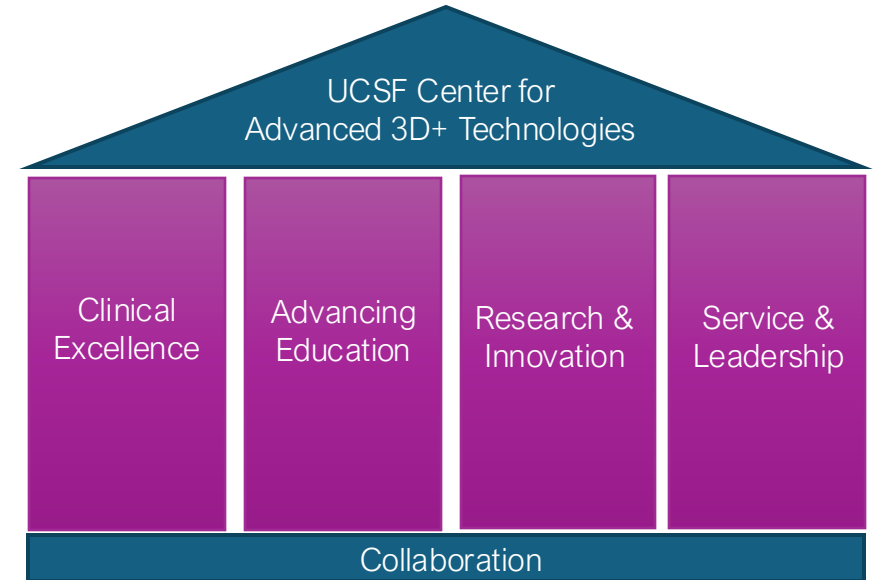 UCSF Center for
Advanced 3D+ Technologies
Clinical
Excellence
Advancing
Education
Research &
Innovation
Service &
Leadership
Collaboration